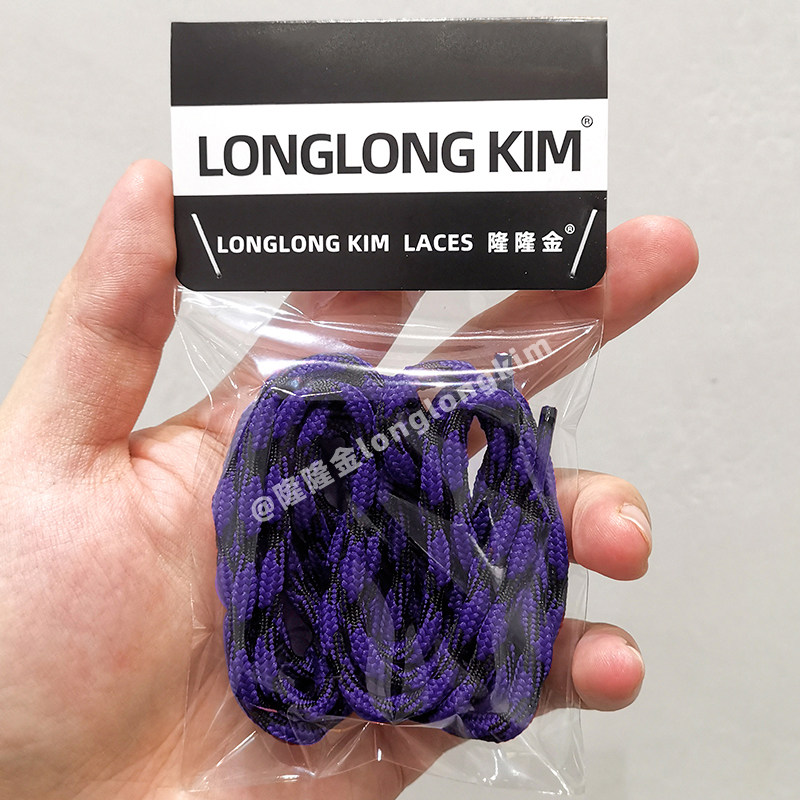 LONGLONG KIM®
LONGLONG KIM LACES 隆隆金®
@隆隆金longlongkim